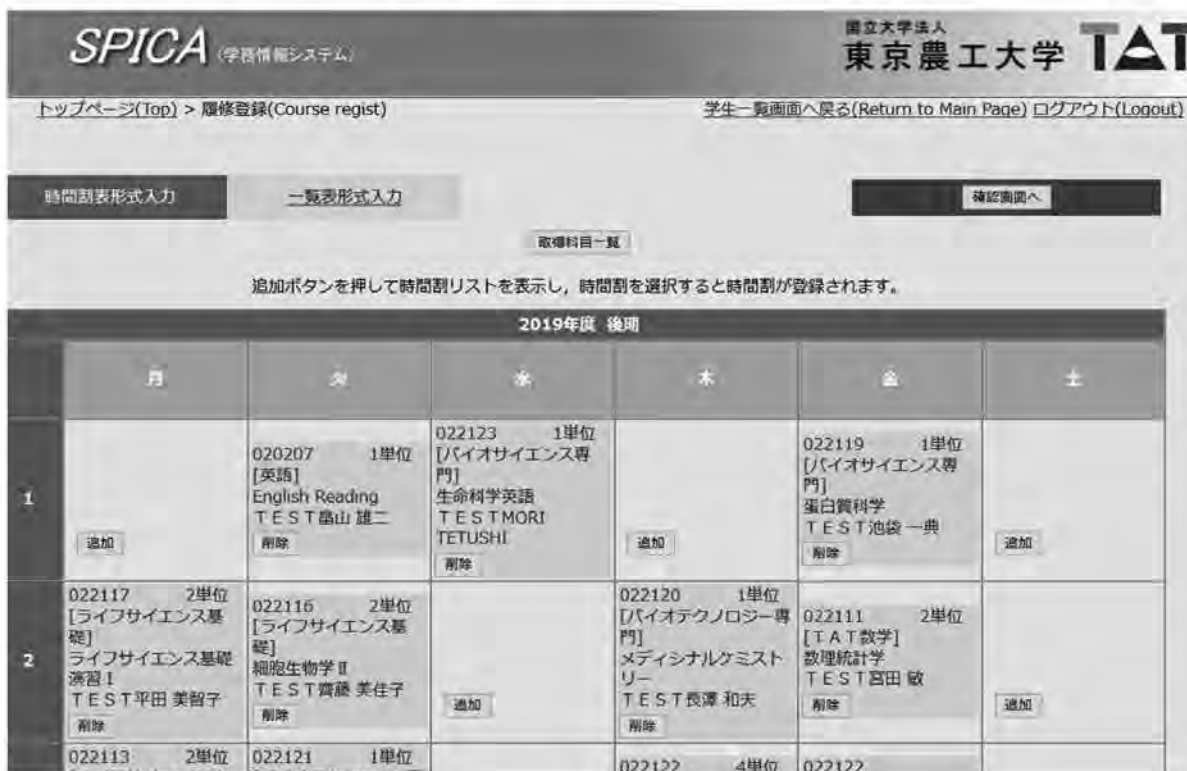 SPICA (学務情報システム)
国立大学法人
東京農工大学 TAT
トップページ(Top) > 履修登録(Course regist)
学生一覧画面へ戻る(Return to Main Page) ログアウト(Logout)
時間割表形式入力
一覧表形式入力
確認画面へ
取得科目一覧
追加ボタンを押して時間割リストを表示し,時間割を選択すると時間割が登録されます。
2019年度 後期
月 火 水 木 金 土
1
追加
020207 1単位
[英語]
English Reading
TEST畠山 雄二
削除
022123 1単位
[バイオサイエンス専
門]
生命科学英語
TESTMORI
TETUSHI
削除
追加
022119 1単位
[バイオサイエンス専
門]
蛋白質科学
TEST池袋 一典
削除
追加
2
022117 2単位
[ライフサイエンス基
礎]
ライフサイエンス基礎
演習Ⅰ
TEST平田 美智子
削除
022116 2単位
[ライフサイエンス基
礎]
細胞生物学Ⅱ
TEST齊藤 美佳子
削除
追加
022120 1単位
[バイオテクノロジー専
門]
メディシナルケミスト
リー
TEST長澤 和夫
削除
022111 2単位
[TAT数学]
数理統計学
TEST宮田 敏
削除
追加
022113 2単位
022121 1単位
022122 4単位
022122